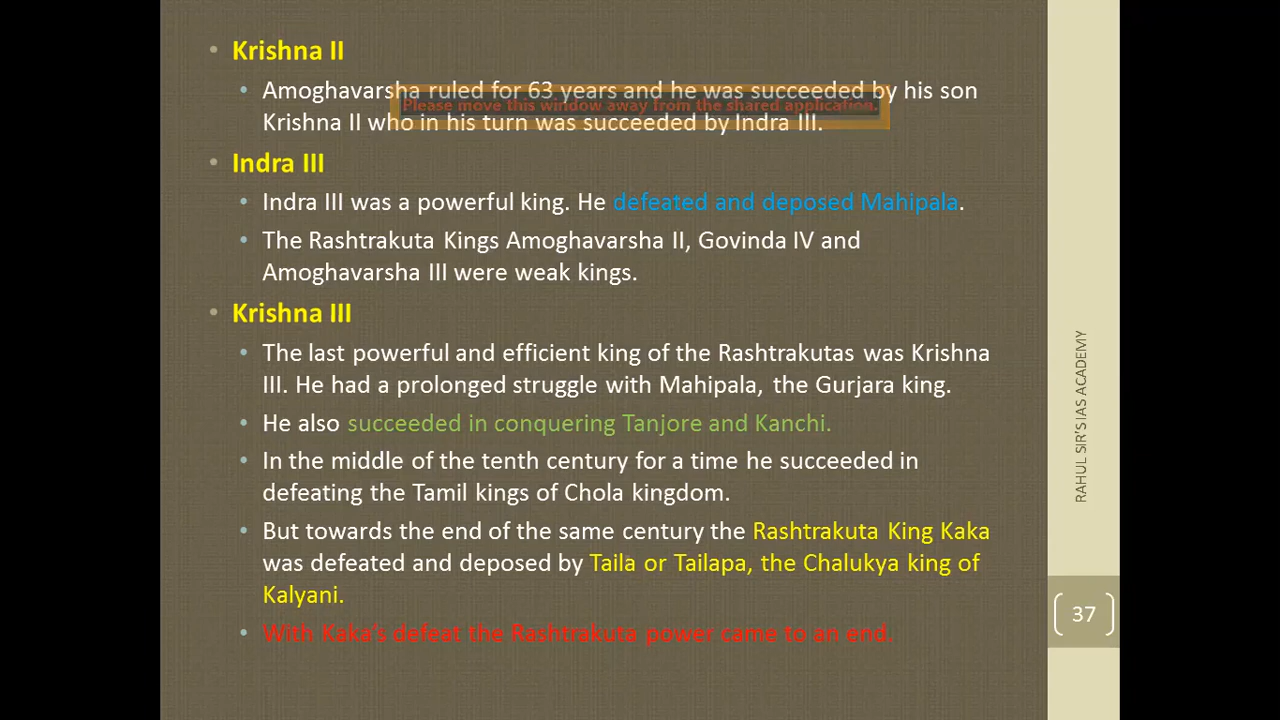 • Krishna II
• Amoghavarsha ruled for 63 years and he was succeeded by his son
Please move this window away from the shared application.
Krishna II who in his turn was succeeded by Indra III.
• Indra III
• Indra III was a powerful king. He defeated and deposed Mahipala.
• The Rashtrakuta Kings Amoghavarsha II, Govinda IV and
Amoghavarsha III were weak kings.
• Krishna III
• The last powerful and efficient king of the Rashtrakutas was Krishna
III. He had a prolonged struggle with Mahipala, the Gurjara king.
• He also succeeded in conquering Tanjore and Kanchi.
• In the middle of the tenth century for a time he succeeded in
defeating the Tamil kings of Chola kingdom.
• But towards the end of the same century the Rashtrakuta King Kaka
was defeated and deposed by Taila or Tailapa, the Chalukya king of
Kalyani.
• With Kaka's defeat the Rashtrakuta power came to an end.
RAHUL SIR'S IAS ACADEMY
37